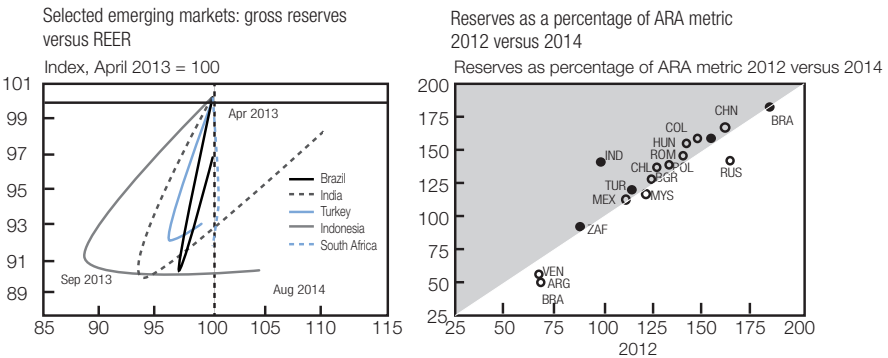 Selected emerging markets: gross reserves
versus REER
Index, April 2013 = 100
101
99
97
95
93
91
89
85 90 95 100 105 110 115
Apr 2013
Brazil
India
Turkey
Indonesia
South Africa
Sep 2013
Aug 2014
Reserves as a percentage of ARA metric
2012 versus 2014
Reserves as percentage of ARA metric 2012 versus 2014
200
175
150
125
100
75
50
25
25 50 75 100 125 150 175 200
2012
CHN
BRA
COL
HUN
IND
ROM
RUS
CHL
POL
BGR
TUR
MEX
MYS
ZAF
VEN
ARG
BRA